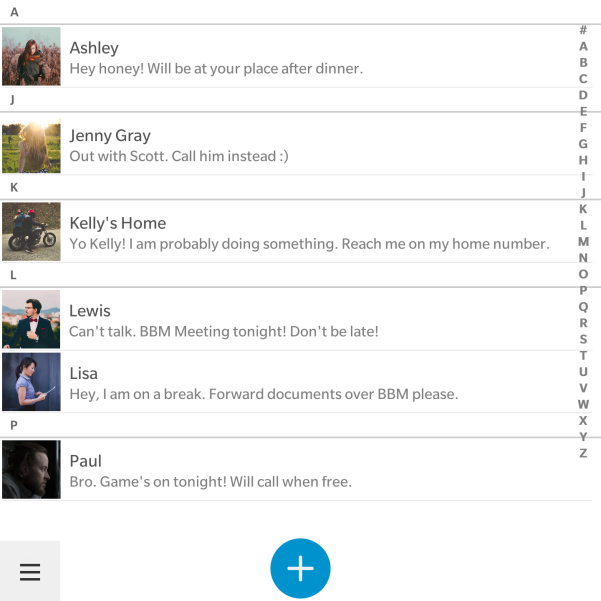 A
Ashley
Hey honey! Will be at your place after dinner.
J
Jenny Gray
Out with Scott. Call him instead :)
K
Kelly's Home
Yo Kelly! I am probably doing something. Reach me on my home number.
L
Lewis
Can't talk. BBM Meeting tonight! Don't be late!
Lisa
Hey, I am on a break. Forward documents over BBM please.
P
Paul
Bro. Game's on tonight! Will call when free.
#
A
B
C
D
E
F
G
H
I
J
K
L
M
N
O
P
Q
R
S
T
U
V
W
X
Y
Z